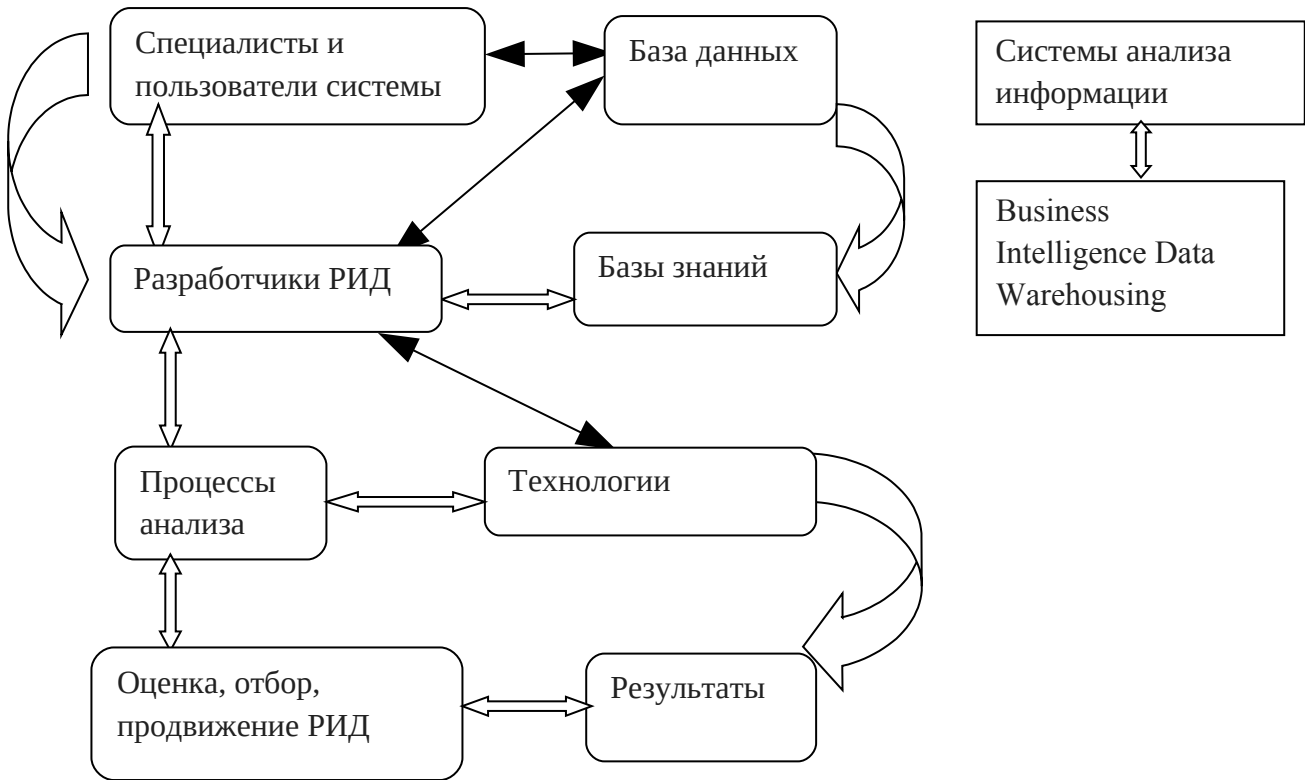 Специалисты и
пользователи системы
База данных
Системы анализа
информации
Business
Intelligence Data
Warehousing
Разработчики РИД
Базы знаний
Процессы
анализа
Технологии
Оценка, отбор,
продвижение РИД
Результаты